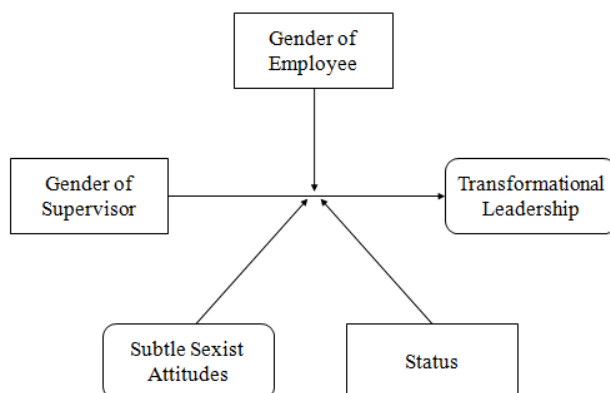 Gender of
Employee
Gender of
Supervisor
Transformational
Leadership
Subtle Sexist
Attitudes
Status